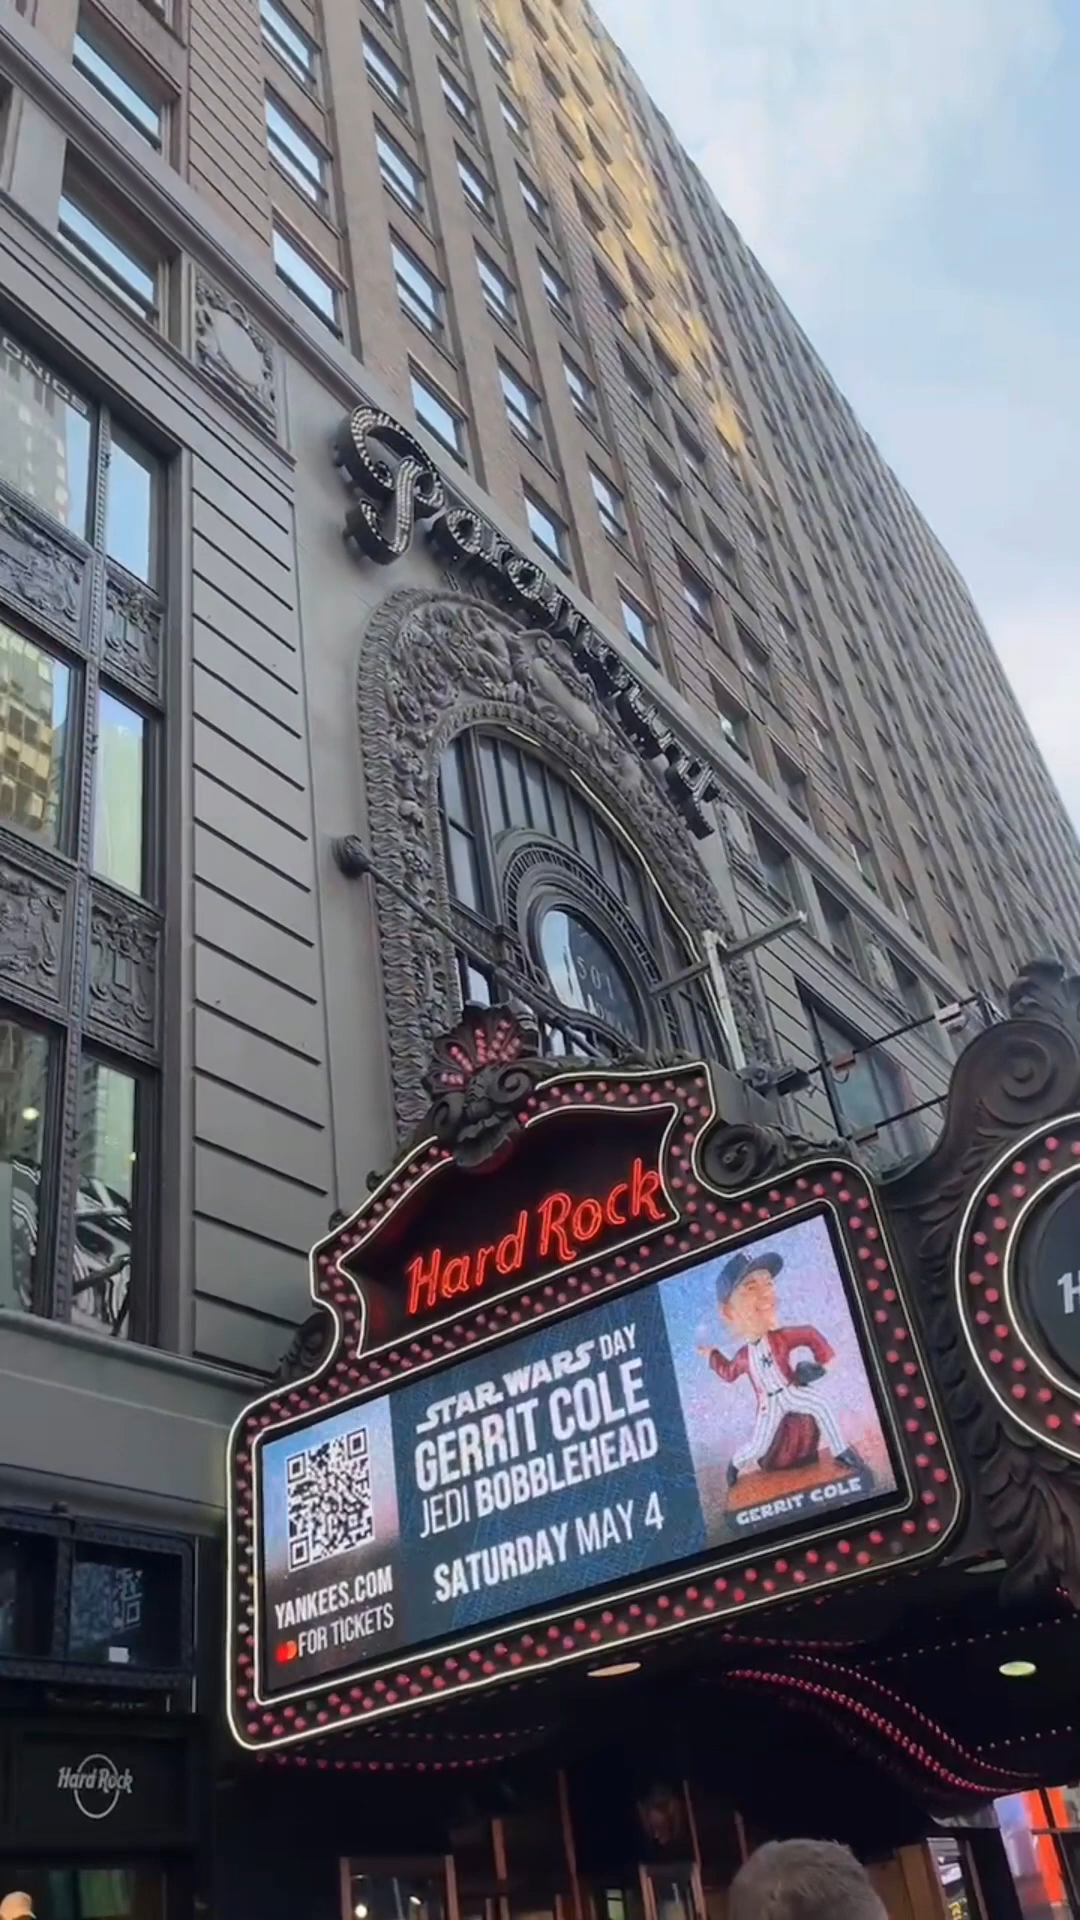 Paramount
1501
Hard Rock
STAR WARS DAY
GERRIT COLE
JEDI BOBBLEHEAD
SATURDAY MAY 4
YANKEES.COM
FOR TICKETS
GERRIT COLE
Hard Rock